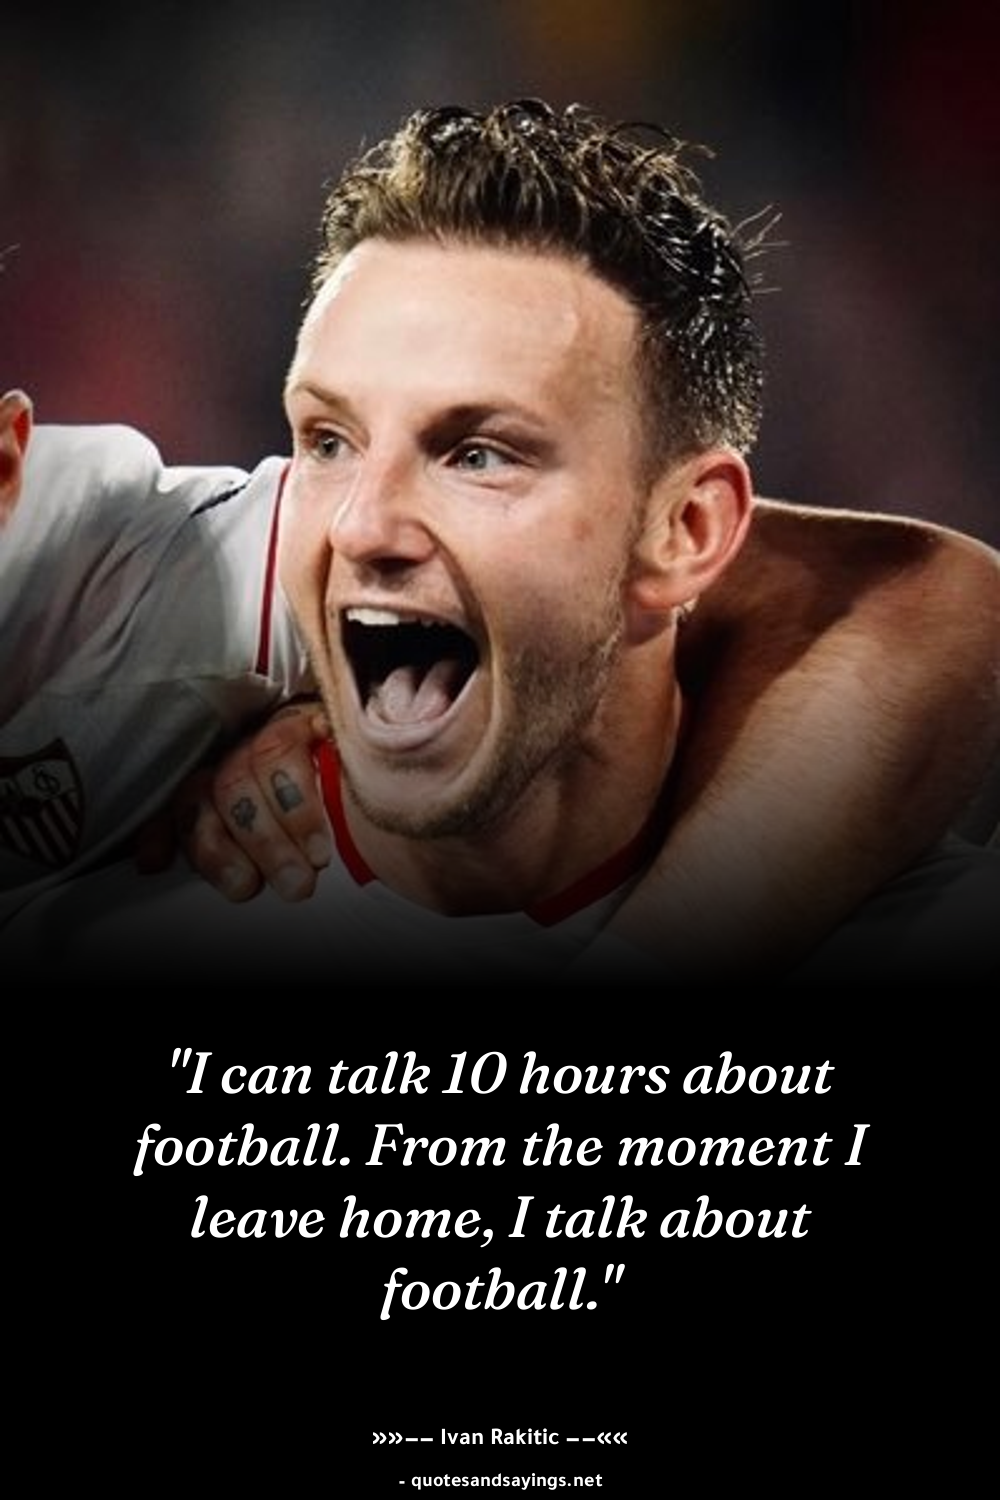 "I can talk 10 hours about
football. From the moment I
leave home, I talk about
football."
»»−− Ivan Rakitic −−««
- quotesandsayings.net